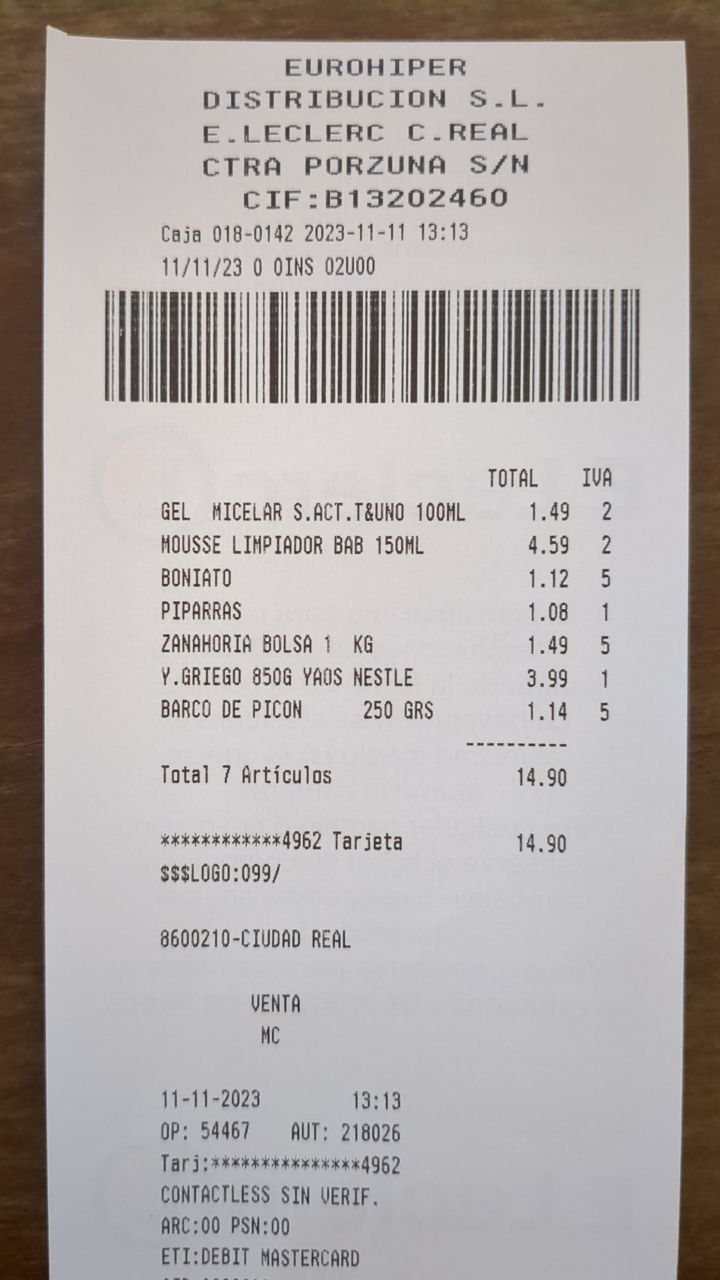 EUROHIPER
DISTRIBUCION S.L.
E.LECLERC C.REAL
CTRA PORZUNA S/N
CIF:B13202460
Caja 018-0142 2023-11-11 13:13
11/11/23 0 0INS 02U00
TOTAL IVA
GEL MICELAR S.ACT.T&UNO 100ML 1.49 2
MOUSSE LIMPIADOR BAB 150ML 4.59 2
BONIATO 1.12 5
PIPARRAS 1.08 1
ZANAHORIA BOLSA 1 KG 1.49 5
Y.GRIEGO 850G YAOS NESTLE 3.99 1
BARCO DE PICON 250 GRS 1.14 5
----------
Total 7 Artículos 14.90
************4962 Tarjeta 14.90
$$$LOGO:099/
8600210-CIUDAD REAL
VENTA
MC
11-11-2023 13:13
OP: 54467 AUT: 218026
Tarj:***************4962
CONTACTLESS SIN VERIF.
ARC:00 PSN:00
ETI:DEBIT MASTERCARD